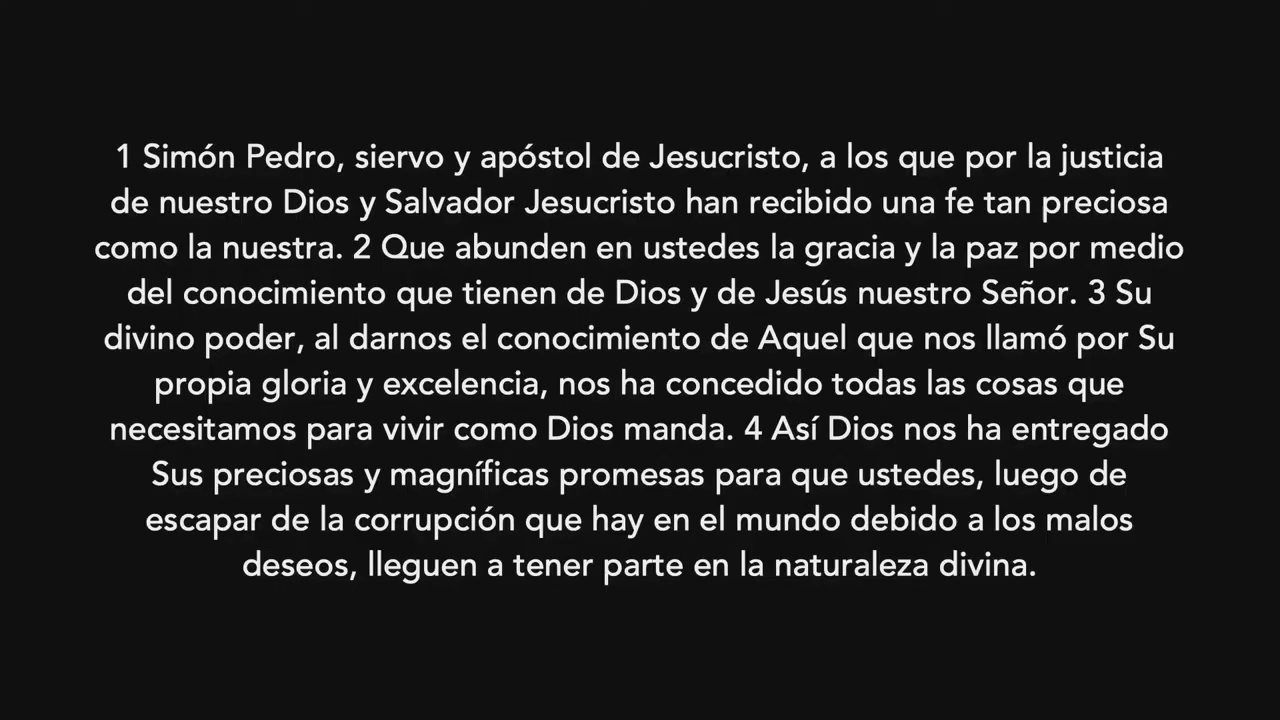 1 Simón Pedro, siervo y apóstol de Jesucristo, a los que por la justicia
de nuestro Dios y Salvador Jesucristo han recibido una fe tan preciosa
como la nuestra. 2 Que abunden en ustedes la gracia y la paz por medio
del conocimiento que tienen de Dios y de Jesús nuestro Señor. 3 Su
divino poder, al darnos el conocimiento de Aquel que nos llamó por Su
propia gloria y excelencia, nos ha concedido todas las cosas que
necesitamos para vivir como Dios manda. 4 Así Dios nos ha entregado
Sus preciosas y magníficas promesas para que ustedes, luego de
escapar de la corrupción que hay en el mundo debido a los malos
deseos, lleguen a tener parte en la naturaleza divina.